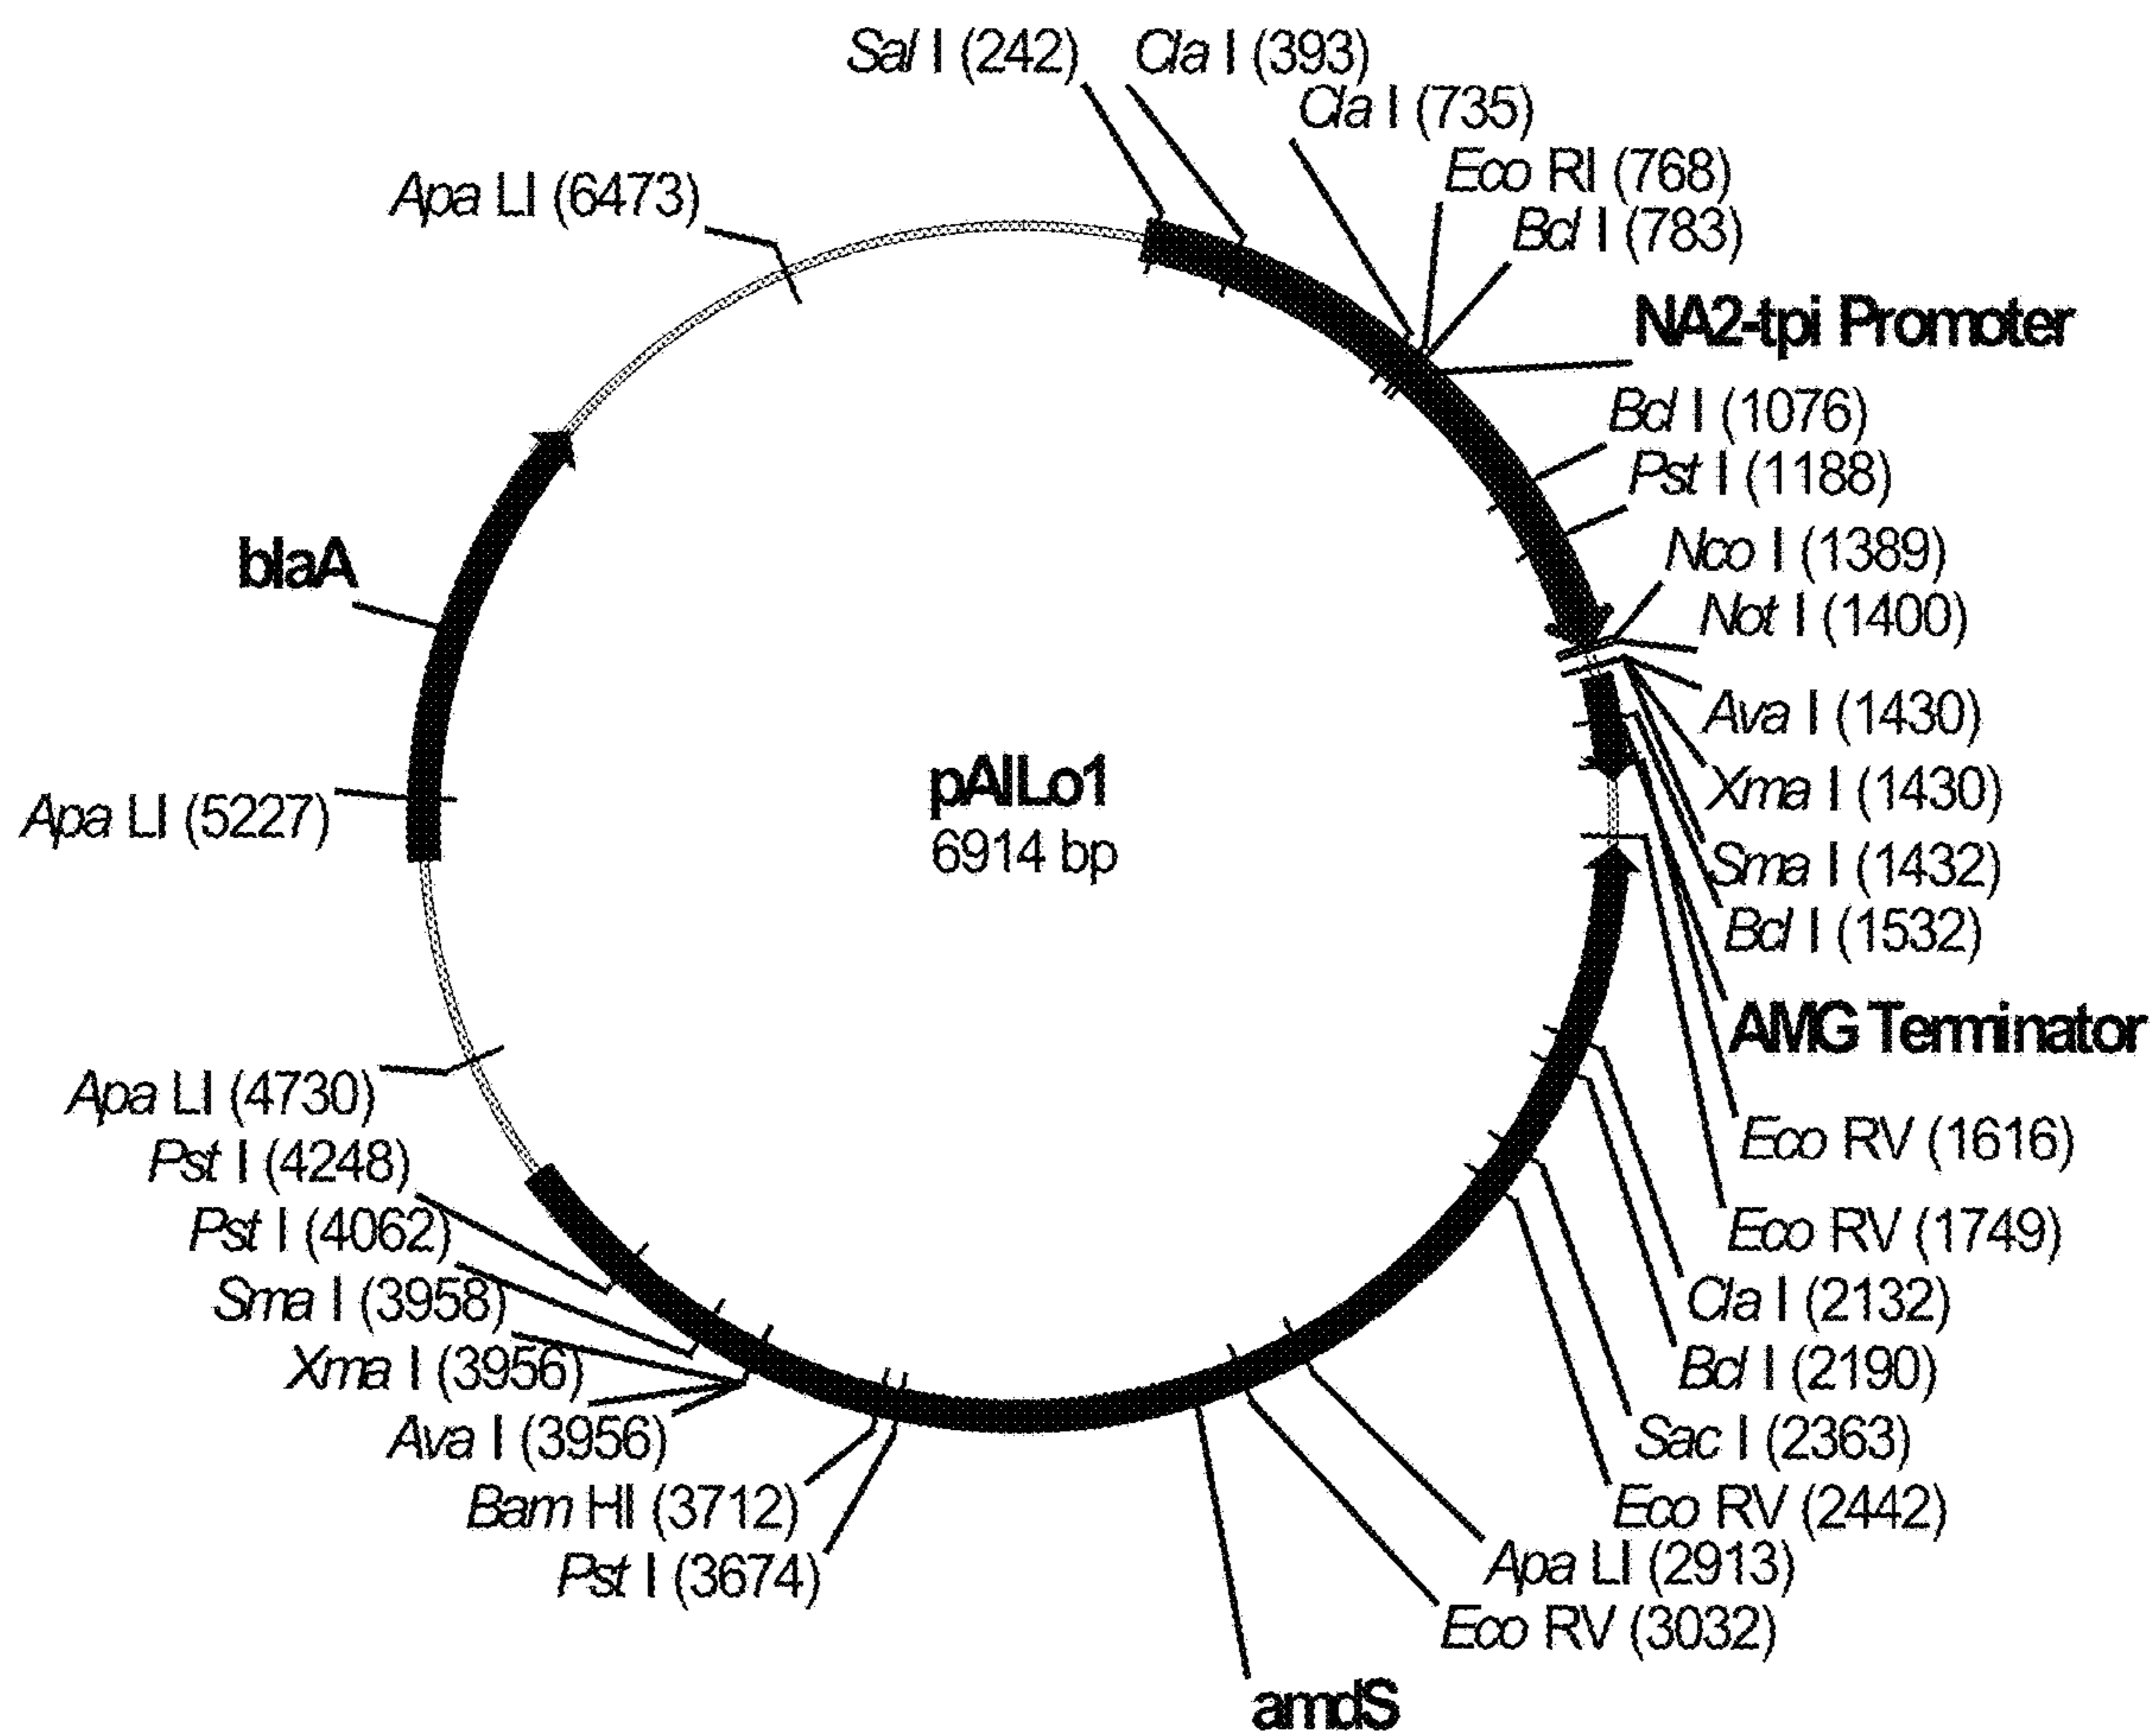 Sal I (242)
Cla I (393)
Cla I (735)
Eco RI (768)
Bcl I (783)
NA2-tpi Promoter
Bcl I (1076)
Pst I (1188)
Nco I (1389)
Not I (1400)
Ava I (1430)
Xma I (1430)
Sma I (1432)
Bcl I (1532)
AMG Terminator
Eco RV (1616)
Eco RV (1749)
Cla I (2132)
Bcl I (2190)
Sac I (2363)
Eco RV (2442)
Apa LI (2913)
Eco RV (3032)
amdS
Pst I (3674)
Bam HI (3712)
Ava I (3956)
Xma I (3956)
Sma I (3958)
Pst I (4062)
Pst I (4248)
Apa LI (4730)
Apa LI (5227)
blaA
Apa LI (6473)
pAILo1
6914 bp